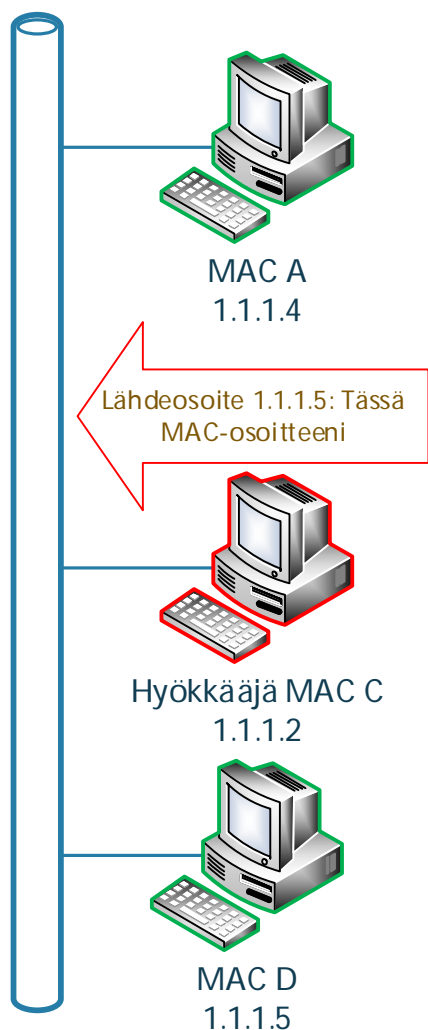 MAC A
1.1.1.4
Lähdeosoite 1.1.1.5: Tässä
MAC-osoitteeni
Hyökkääjä MAC C
1.1.1.2
MAC D
1.1.1.5